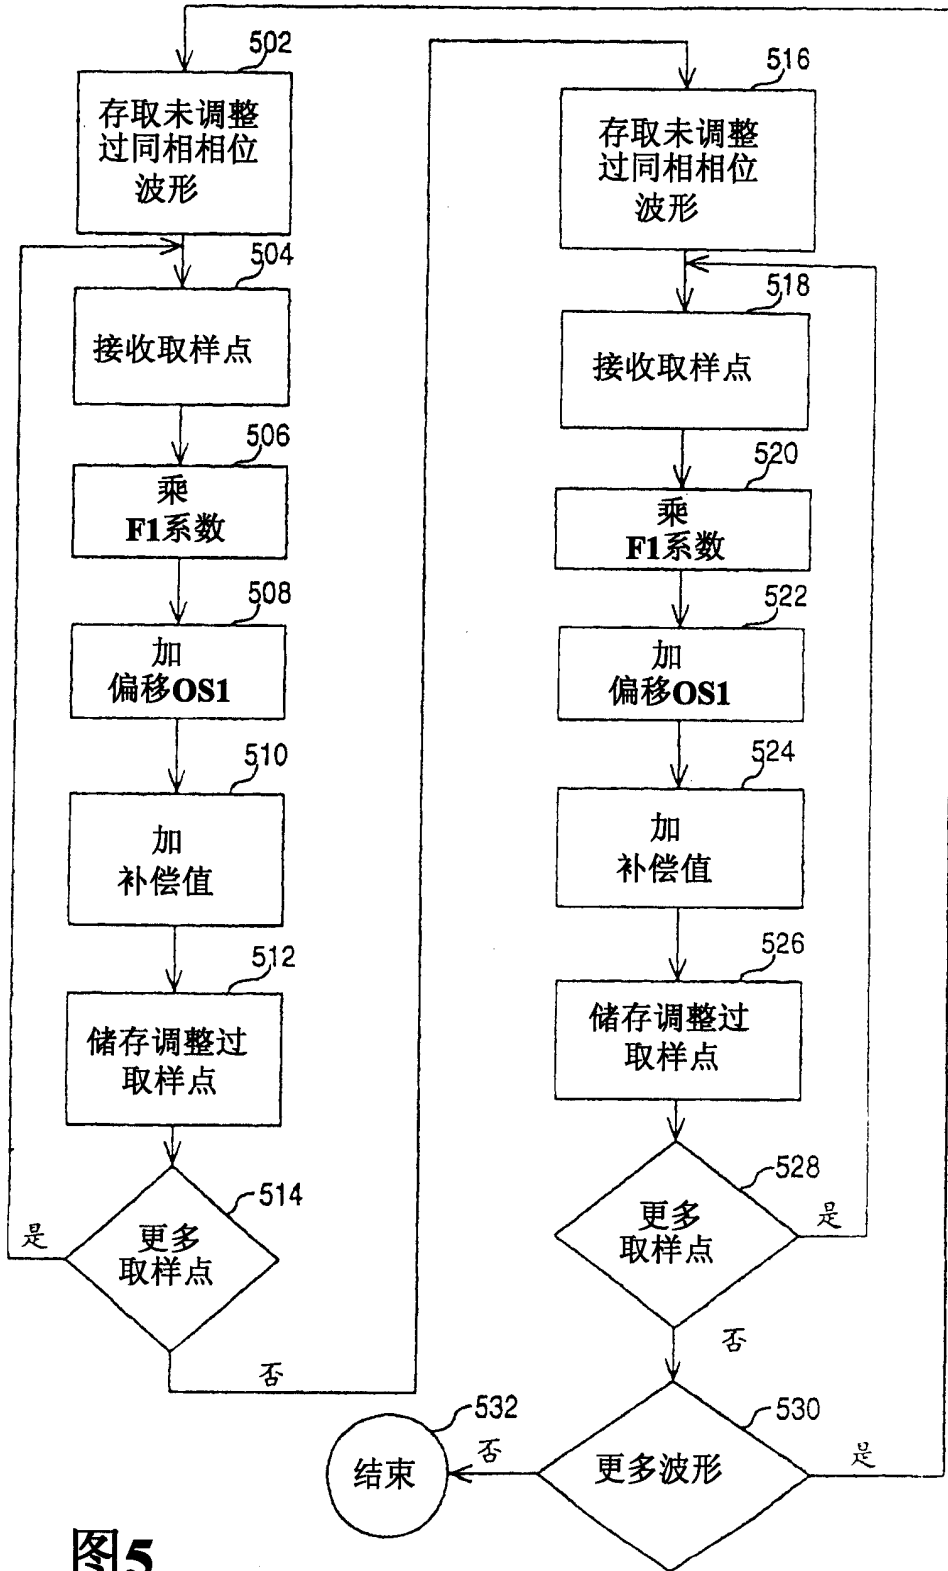 502
存取未调整
过同相相位
波形
504
接收取样点
506
乘
F1系数
508
加
偏移OS1
510
加
补偿值
512
储存调整过
取样点
514
更多
取样点
是
否
516
存取未调整
过同相相位
波形
518
接收取样点
520
乘
F1系数
522
加
偏移OS1
524
加
补偿值
526
储存调整过
取样点
528
更多
取样点
是
否
530
更多波形
是
否
532
结束
图5